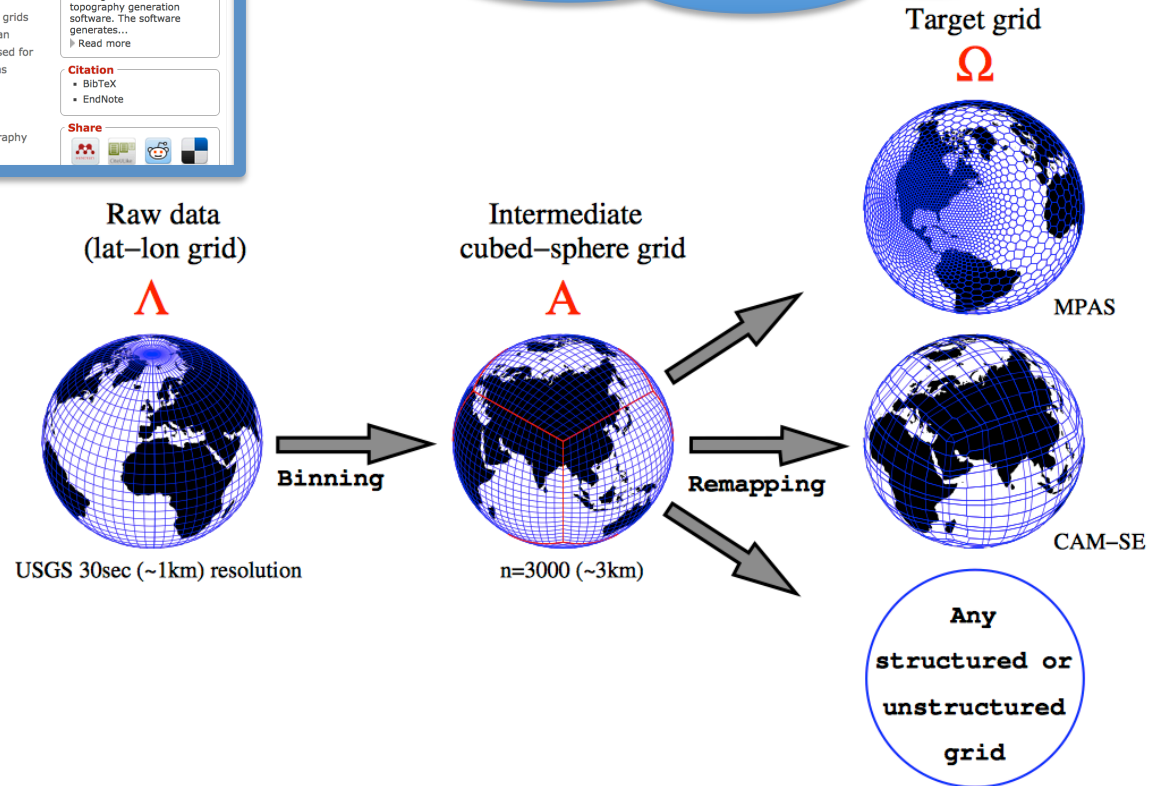 topography generation
software. The software
generates...
Read more
grids
an
sed for
Citation
• BibTeX
• EndNote
Share
raphy
Target grid
Ω
MPAS
Raw data
(lat–lon grid)
Λ
USGS 30sec (~1km) resolution
Binning
Intermediate
cubed–sphere grid
A
n=3000 (~3km)
Remapping
CAM–SE
Any
structured or
unstructured
grid